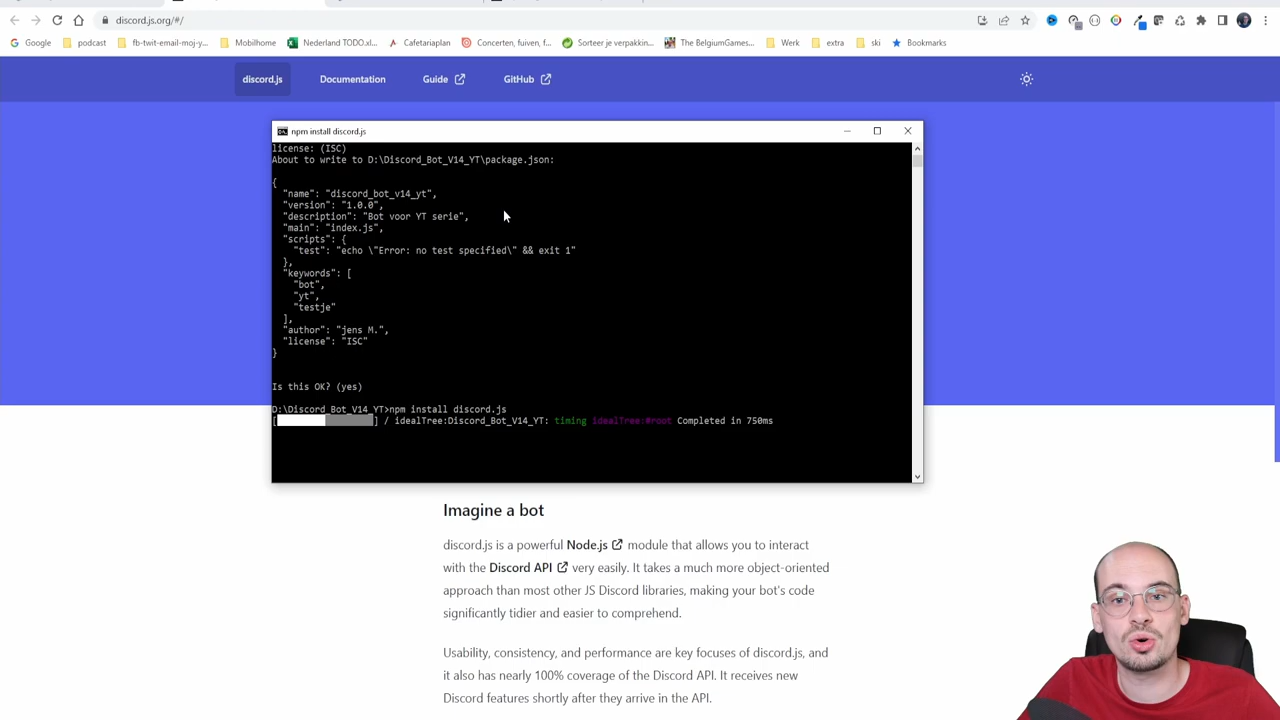 discord.js.org/#/
Google podcast fb-twit-email-moj-y... Mobilhome Nederland TODO.xl... Cafetariaplan Concerten, fuiven, f... Sorteer je verpakkin... The BelgiumGames... Werk extra ski Bookmarks
discord.js Documentation Guide GitHub
npm install discord.js
license: (ISC)
About to write to D:\Discord_Bot_V14_YT\package.json:
{
"name": "discord_bot_v14_yt",
"version": "1.0.0",
"description": "Bot voor YT serie",
"main": "index.js",
"scripts": {
"test": "echo \"Error: no test specified\" && exit 1"
},
"keywords": [
"bot",
"yt",
"testje"
],
"author": "jens M.",
"license": "ISC"
}
Is this OK? (yes)
D:\Discord_Bot_V14_YT>npm install discord.js
[ ] / idealTree:Discord_Bot_V14_YT: timing idealTree:#root Completed in 750ms
Imagine a bot
discord.js is a powerful Node.js module that allows you to interact
with the Discord API very easily. It takes a much more object-oriented
approach than most other JS Discord libraries, making your bot's code
significantly tidier and easier to comprehend.
Usability, consistency, and performance are key focuses of discord.js, and
it also has nearly 100% coverage of the Discord API. It receives new
Discord features shortly after they arrive in the API.